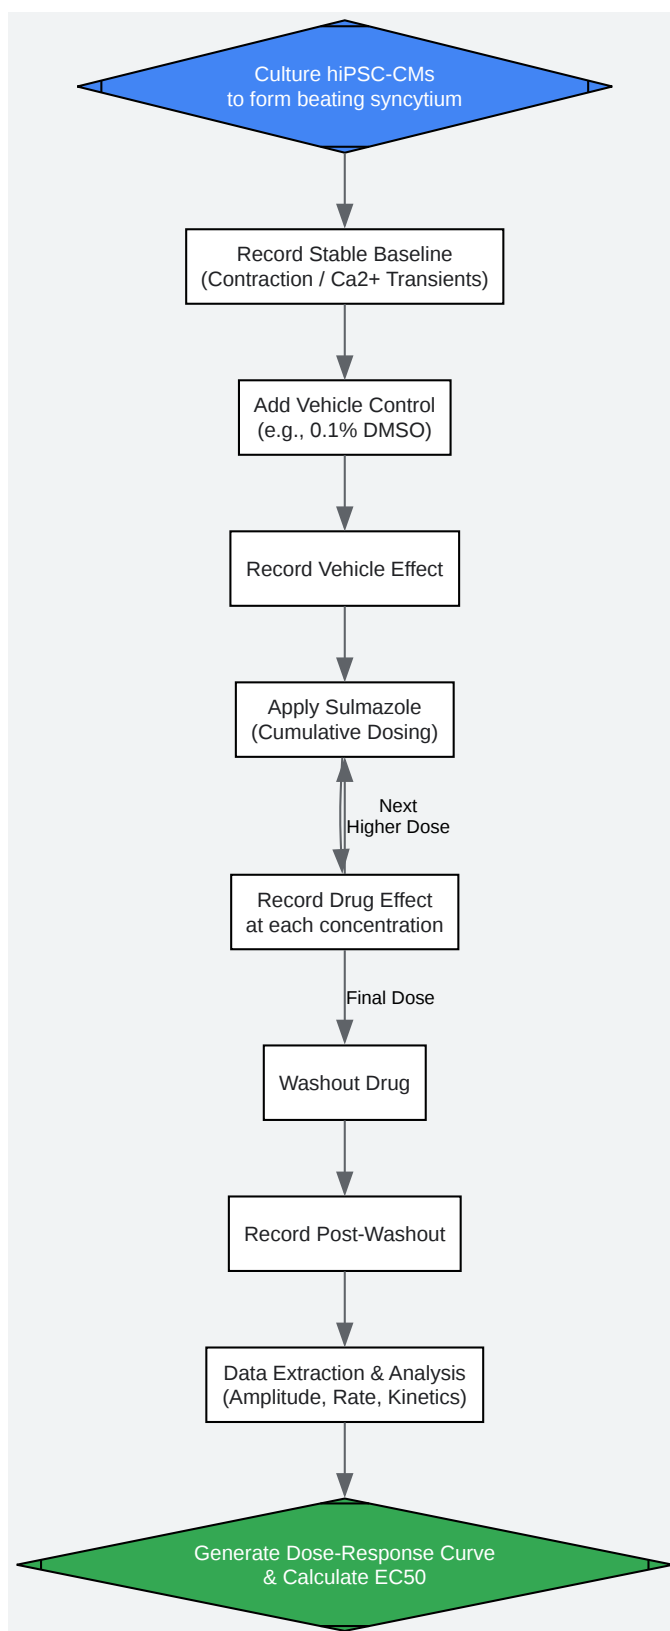 Culture hiPSC-CMs
to form beating syncytium
Record Stable Baseline
(Contraction / Ca2+ Transients)
Add Vehicle Control
(e.g., 0.1% DMSO)
Record Vehicle Effect
Apply Sulmazole
(Cumulative Dosing)
Next
Higher Dose
Record Drug Effect
at each concentration
Final Dose
Washout Drug
Record Post-Washout
Data Extraction & Analysis
(Amplitude, Rate, Kinetics)
Generate Dose-Response Curve
& Calculate EC50